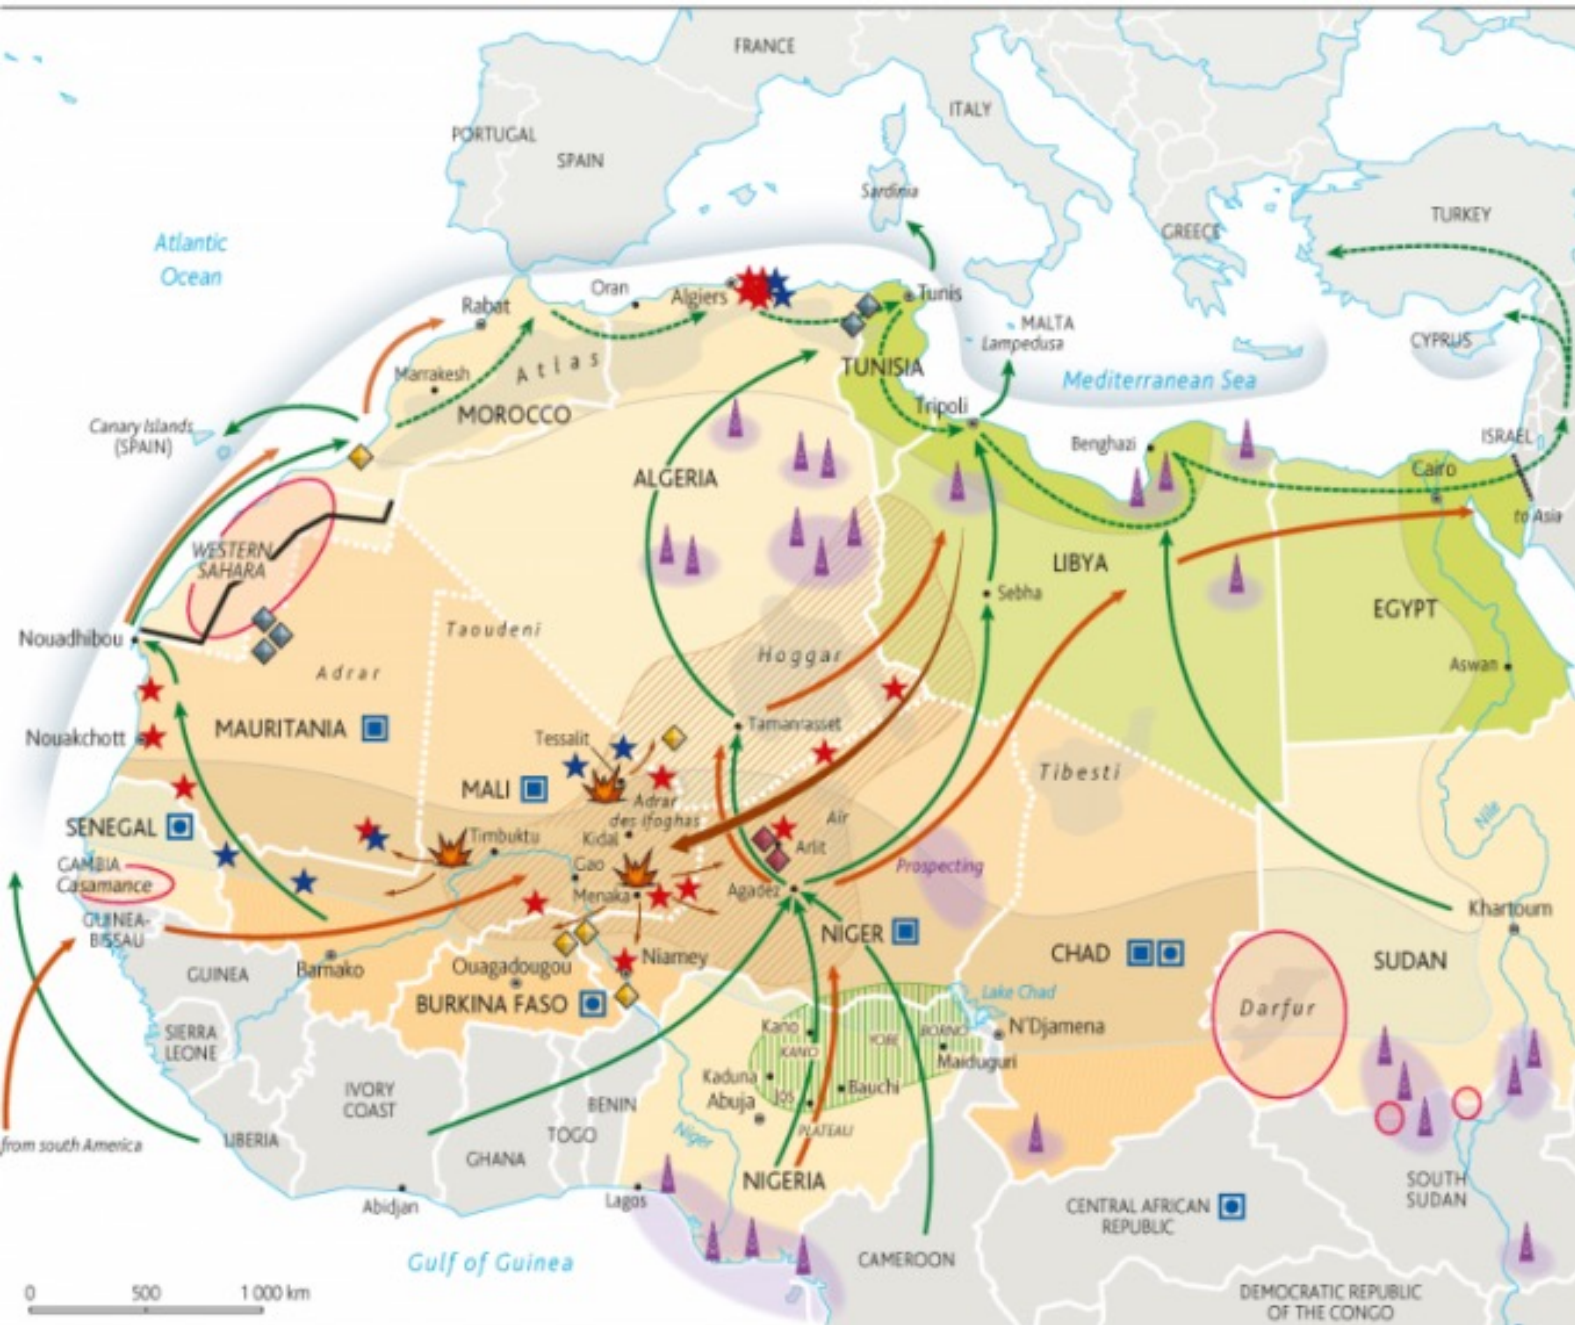 FRANCE
ITALY
PORTUGAL
SPAIN
Sardinia
TURKEY
GREECE
Atlantic
Ocean
Oran
Algiers
Tunis
Rabat
MALTA
Lampedusa
CYPRUS
Marrakesh
Atlas
TUNISIA
Mediterranean Sea
MOROCCO
Tripoli
Canary Islands
(SPAIN)
Benghazi
ISRAEL
Cairo
ALGERIA
to Asia
WESTERN
SAHARA
LIBYA
Sebha
EGYPT
Nouadhibou
Taoudeni
Hoggar
Adrar
Aswan
MAURITANIA
Tamanrasset
Nouakchott
Tessalit
Tibesti
MALI
Adrar
des Ifoghas
Nile
SENEGAL
Timbuktu
Kidal
Aïr
Arlit
GAMBIA
Casamance
Gao
Prospecting
Menaka
Agadez
GUINEA-
BISSAU
Khartoum
NIGER
GUINEA
Bamako
Ouagadougou
Niamey
CHAD
SUDAN
BURKINA FASO
Lake Chad
Darfur
SIERRA
LEONE
Kano
KANO
YOBE
BORNO
N'Djamena
Maiduguri
IVORY
COAST
Kaduna
Abuja
Jos
Bauchi
BENIN
from south America
LIBERIA
TOGO
Niger
PLATEAU
GHANA
NIGERIA
SOUTH
SUDAN
Abidjan
Lagos
CENTRAL AFRICAN
REPUBLIC
Gulf of Guinea
CAMEROON
0 500 1 000 km
DEMOCRATIC REPUBLIC
OF THE CONGO